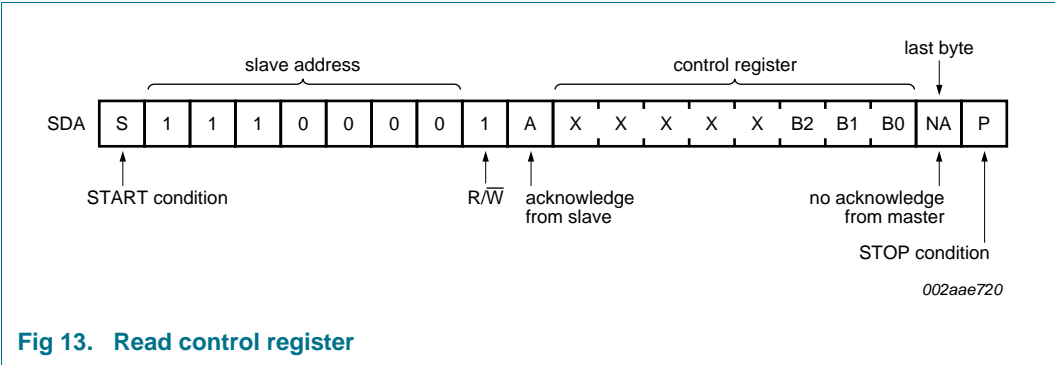 last byte
slave address control register
SDA S 1 1 1 0 0 0 0 1 A X X X X X B2 B1 B0 NA P
START condition R/W̅ acknowledge
from slave no acknowledge
from master
STOP condition
002aae720
Fig 13. Read control register